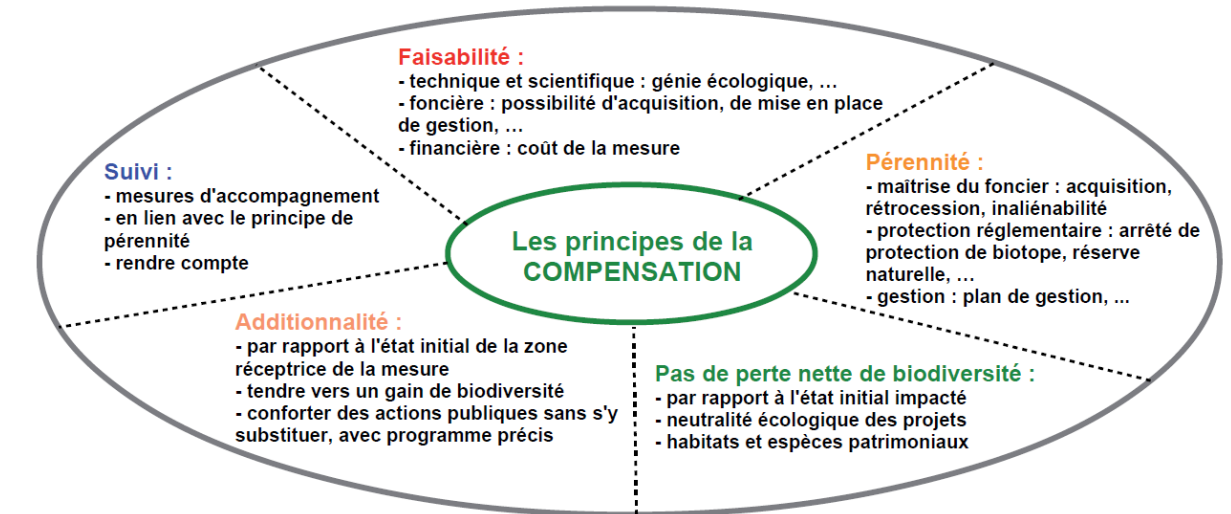 Faisabilité :
- technique et scientifique : génie écologique, …
- foncière : possibilité d'acquisition, de mise en place
de gestion, …
- financière : coût de la mesure
Suivi :
- mesures d'accompagnement
- en lien avec le principe de
pérennité
- rendre compte
Les principes de la
COMPENSATION
Pérennité :
- maîtrise du foncier : acquisition,
rétrocession, inaliénabilité
- protection réglementaire : arrêté de
protection de biotope, réserve
naturelle, …
- gestion : plan de gestion, ...
Additionnalité :
- par rapport à l'état initial de la zone
réceptrice de la mesure
- tendre vers un gain de biodiversité
- conforter des actions publiques sans s'y
substituer, avec programme précis
Pas de perte nette de biodiversité :
- par rapport à l'état initial impacté
- neutralité écologique des projets
- habitats et espèces patrimoniaux